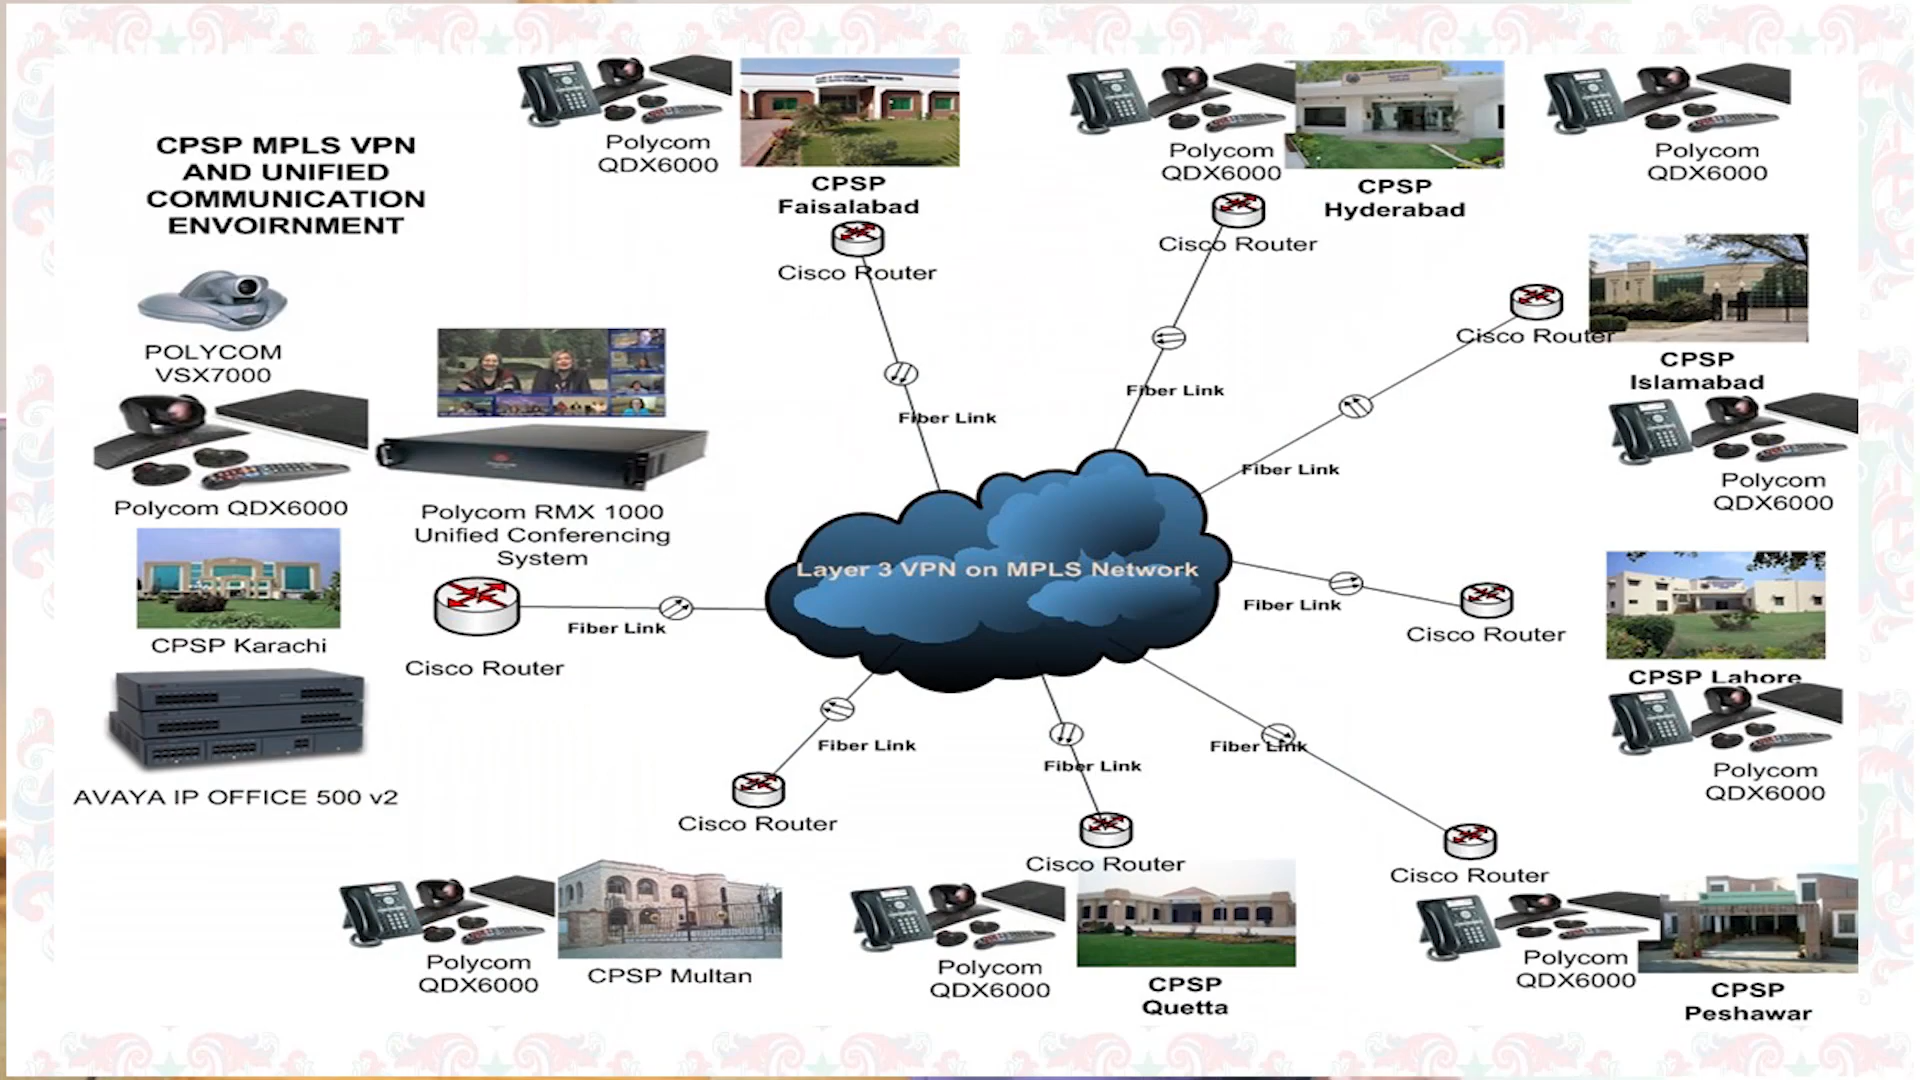 CPSP MPLS VPN
AND UNIFIED
COMMUNICATION
ENVOIRNMENT
POLYCOM
VSX7000
Polycom QDX6000
Polycom RMX 1000
Unified Conferencing
System
CPSP Karachi
Fiber Link
Cisco Router
AVAYA IP OFFICE 500 v2
Polycom
QDX6000
CPSP
Faisalabad
Cisco Router
Fiber Link
Polycom
QDX6000
CPSP
Hyderabad
Cisco Router
Fiber Link
Polycom
QDX6000
Cisco Router
CPSP
Islamabad
Fiber Link
Polycom
QDX6000
Layer 3 VPN on MPLS Network
Fiber Link
Cisco Router
CPSP Lahore
Polycom
QDX6000
Fiber Link
Cisco Router
Polycom
QDX6000
CPSP Multan
Fiber Link
Cisco Router
Polycom
QDX6000
CPSP
Quetta
Fiber Link
Cisco Router
Polycom
QDX6000
CPSP
Peshawar